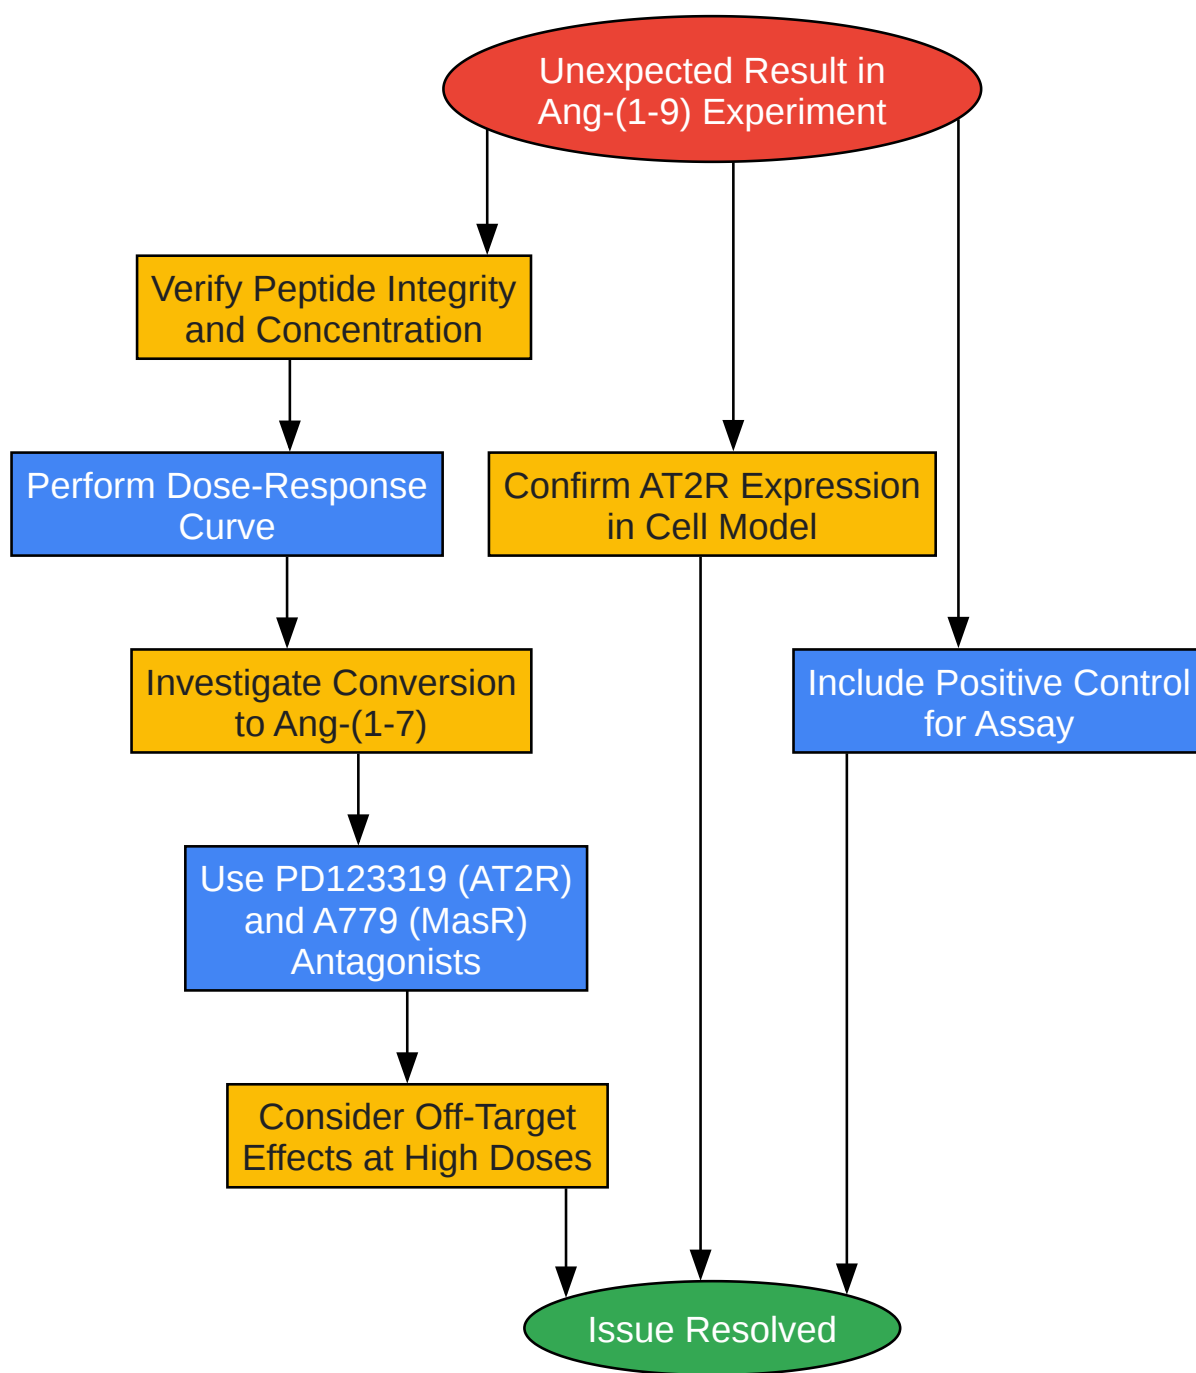 Unexpected Result in
Ang-(1-9) Experiment
Verify Peptide Integrity
and Concentration
Perform Dose-Response
Curve
Confirm AT2R Expression
in Cell Model
Investigate Conversion
to Ang-(1-7)
Include Positive Control
for Assay
Use PD123319 (AT2R)
and A779 (MasR)
Antagonists
Consider Off-Target
Effects at High Doses
Issue Resolved